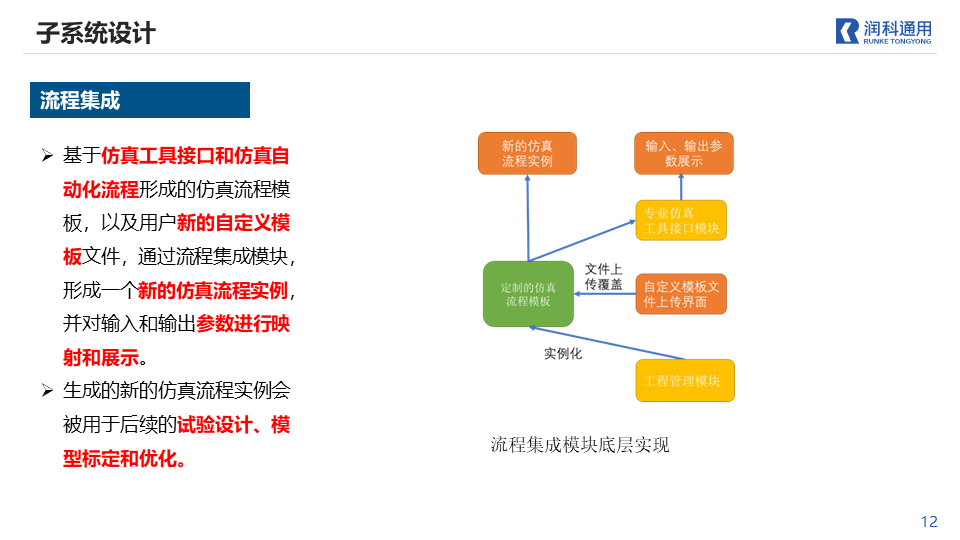 子系统设计
润科通用
RUNKE TONGYONG
流程集成
➢ 基于仿真工具接口和仿真自
动化流程形成的仿真流程模
板，以及用户新的自定义模
板文件，通过流程集成模块，
形成一个新的仿真流程实例，
并对输入和输出参数进行映
射和展示。
➢ 生成的新的仿真流程实例会
被用于后续的试验设计、模
型标定和优化。
新的仿真
流程实例
输入、输出参
数展示
专业仿真
工具接口模块
定制的仿真
流程模板
文件上
传覆盖
自定义模板文
件上传界面
实例化
工程管理模块
流程集成模块底层实现
12